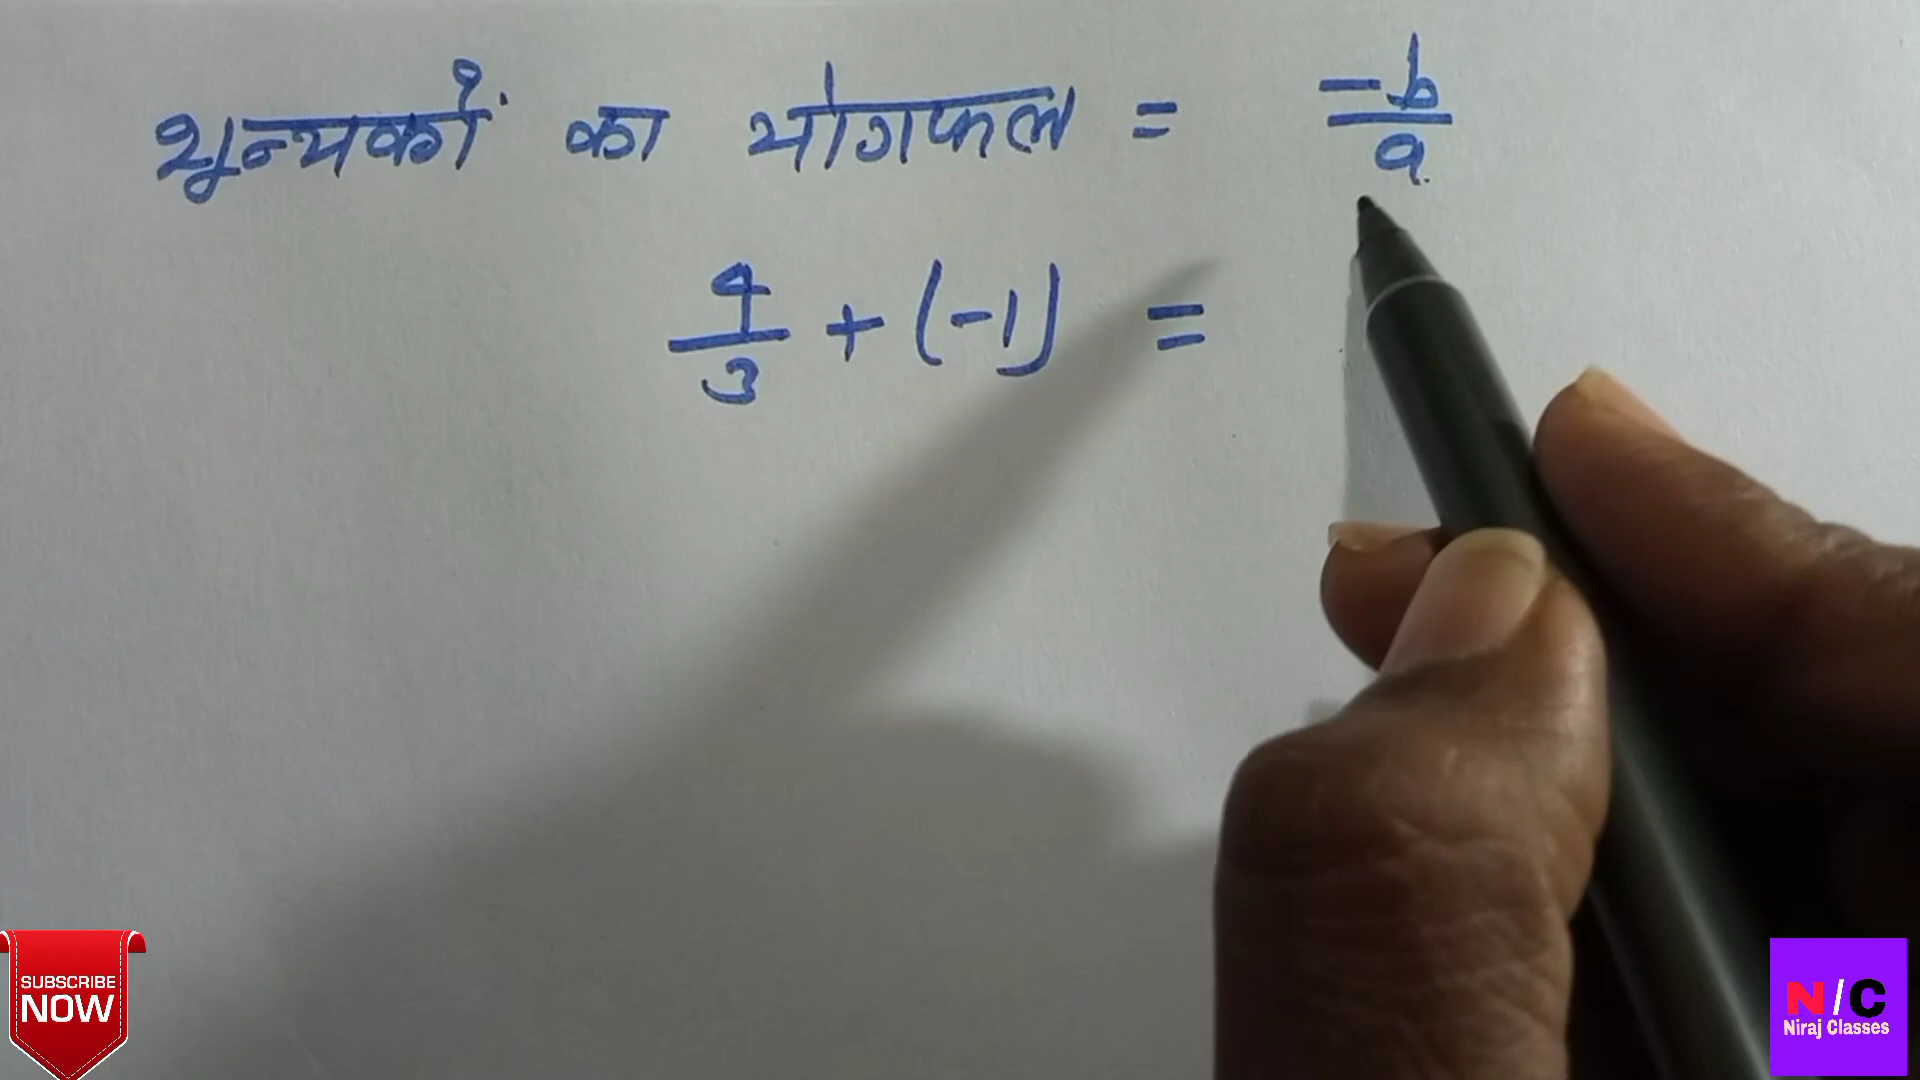 शून्यकों का योगफल = -b/a
4/3 + (-1) =
SUBSCRIBE
NOW
N/C
Niraj Classes